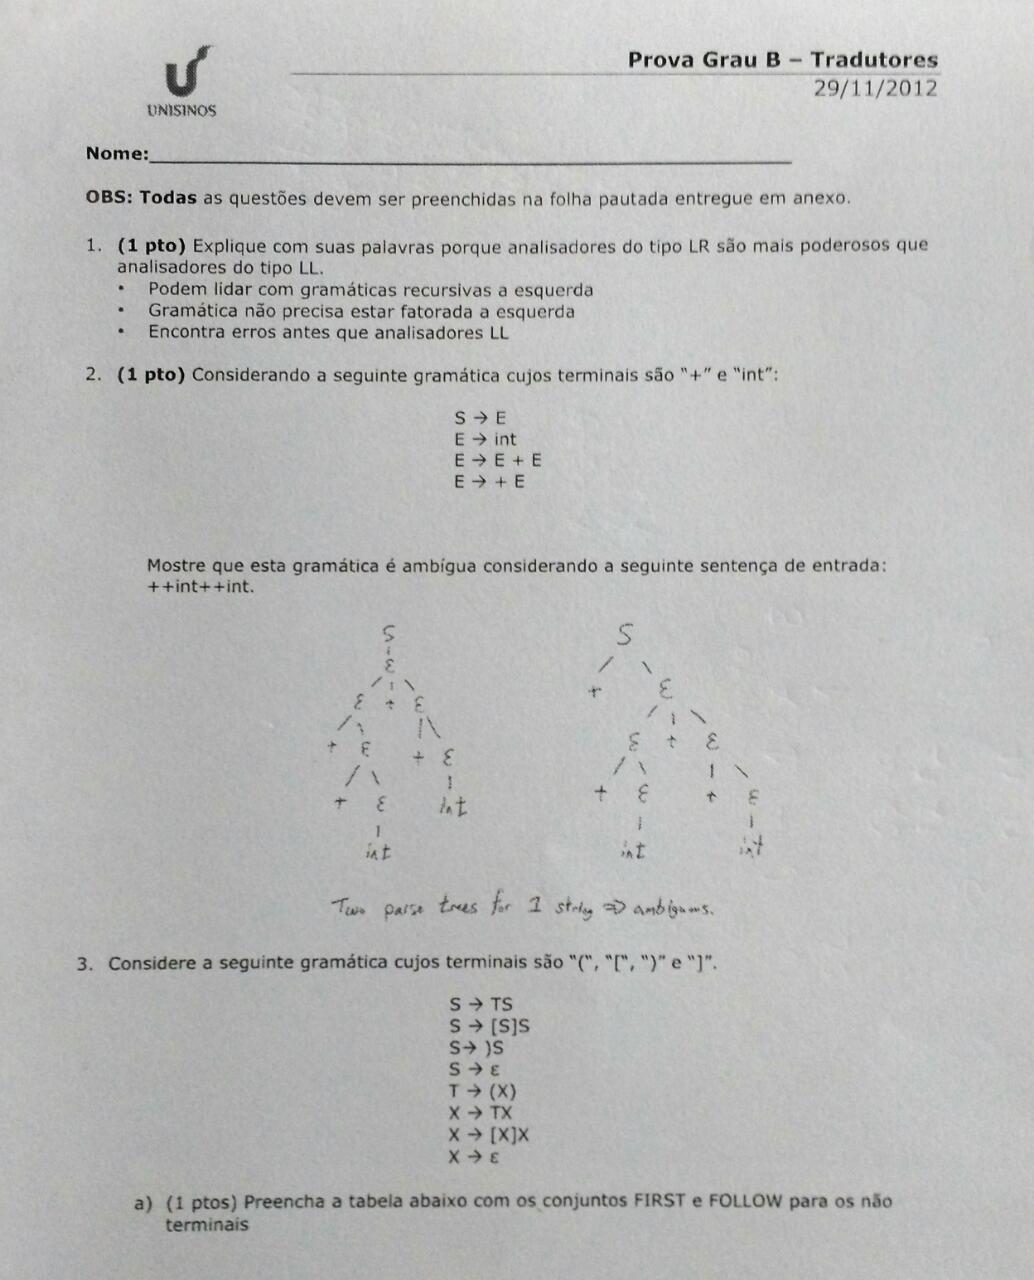 UNISINOS
Prova Grau B – Tradutores
29/11/2012
Nome:
OBS: Todas as questões devem ser preenchidas na folha pautada entregue em anexo.
1. (1 pto) Explique com suas palavras porque analisadores do tipo LR são mais poderosos que
analisadores do tipo LL.
• Podem lidar com gramáticas recursivas a esquerda
• Gramática não precisa estar fatorada a esquerda
• Encontra erros antes que analisadores LL
2. (1 pto) Considerando a seguinte gramática cujos terminais são "+" e "int":
S → E
E → int
E → E + E
E → + E
Mostre que esta gramática é ambígua considerando a seguinte sentença de entrada:
++int++int.
S S
ε
+ ε
ε + ε
ε + ε
+ ε + ε
+ ε + ε
+ ε int
int int int
Two parse trees for 1 string => ambiguous.
3. Considere a seguinte gramática cujos terminais são "(", "[", ")" e "]".
S → TS
S → [S]S
S→ )S
S → ε
T → (X)
X → TX
X → [X]X
X → ε
a) (1 ptos) Preencha a tabela abaixo com os conjuntos FIRST e FOLLOW para os não
terminais